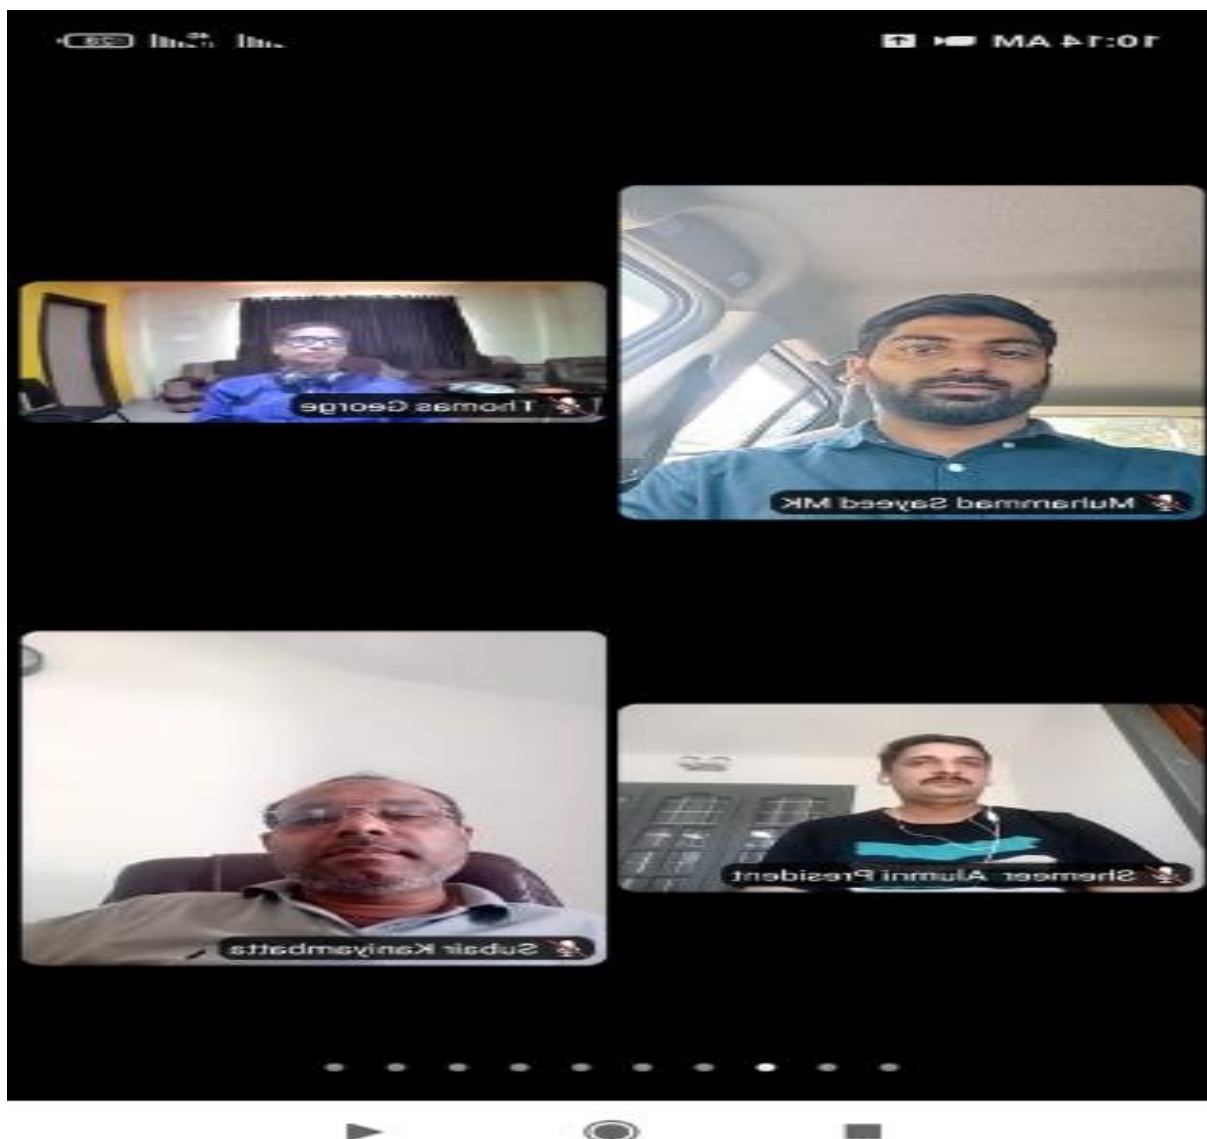 10:14 AM
Muhammad Sayeed MK
Thomas George
Shemeer Alumni President
Subair Kaniyambatta